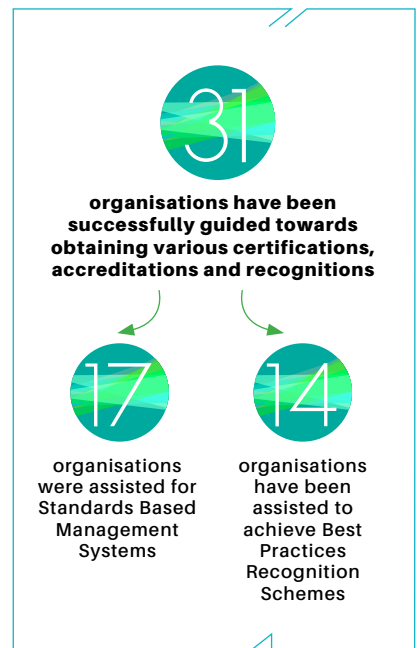 31
organisations have been
successfully guided towards
obtaining various certifications,
accreditations and recognitions
17
organisations
were assisted for
Standards Based
Management
Systems
14
organisations
have been
assisted to
achieve Best
Practices
Recognition
Schemes